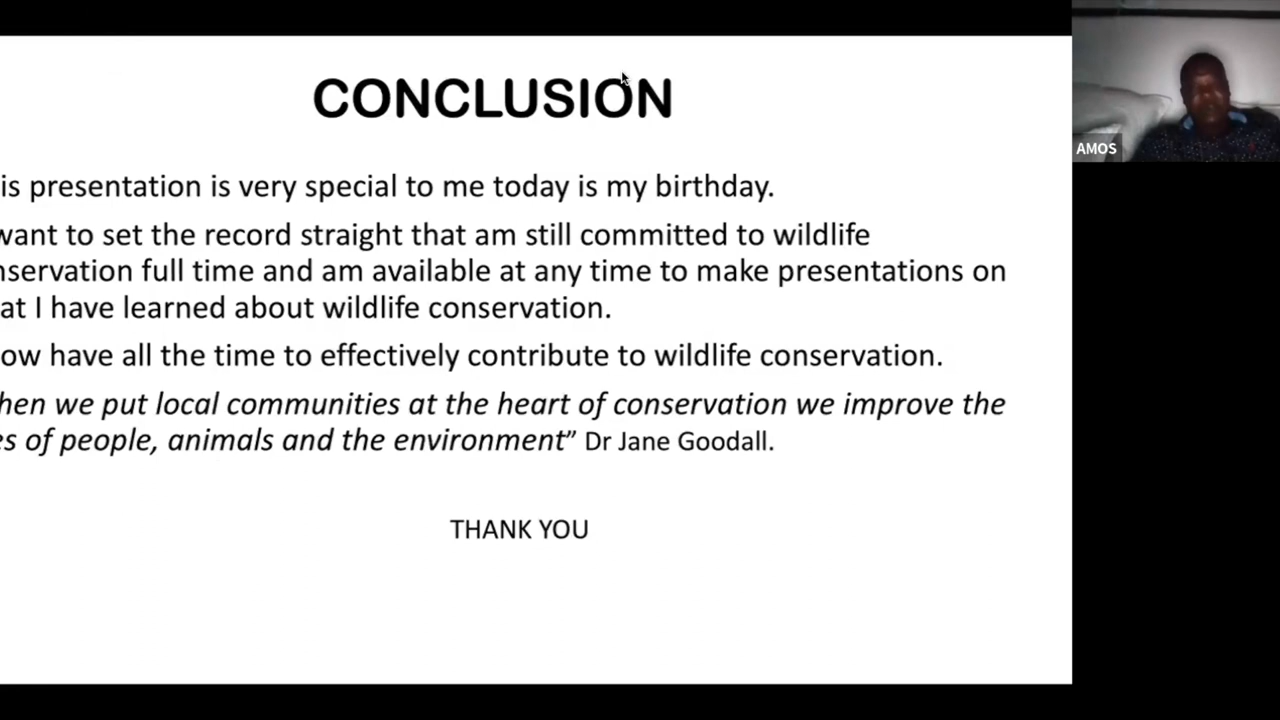 CONCLUSION
is presentation is very special to me today is my birthday.
want to set the record straight that am still committed to wildlife
nservation full time and am available at any time to make presentations on
at I have learned about wildlife conservation.
ow have all the time to effectively contribute to wildlife conservation.
hen we put local communities at the heart of conservation we improve the
es of people, animals and the environment” Dr Jane Goodall.
THANK YOU
AMOS